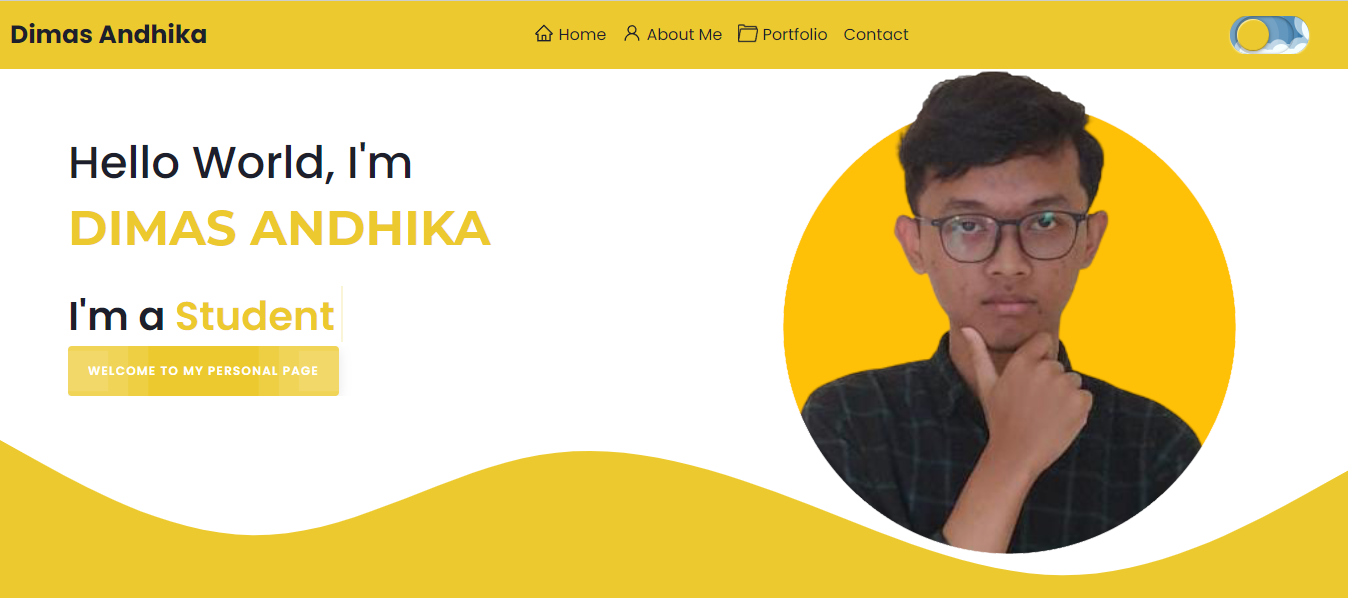 Dimas Andhika
Home About Me Portfolio Contact
Hello World, I'm
DIMAS ANDHIKA
I'm a Student
WELCOME TO MY PERSONAL PAGE